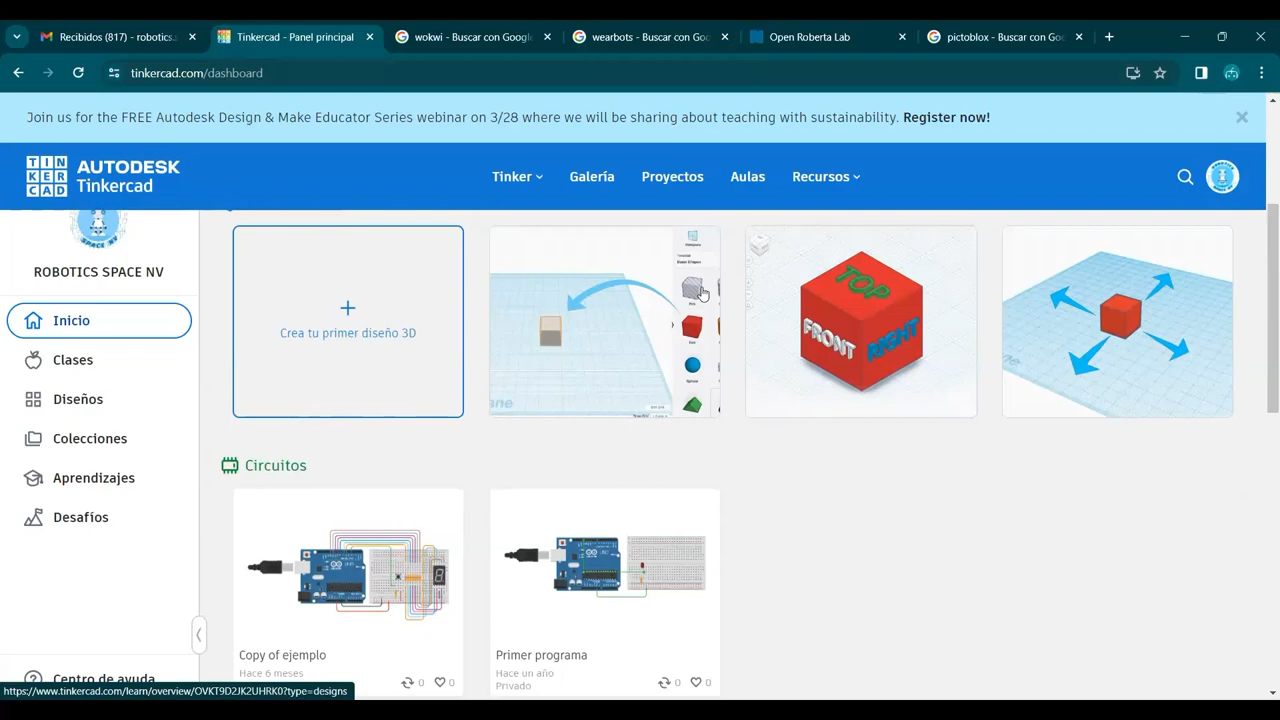 Recibidos (817) - robotics.
Tinkercad - Panel principal
wokwi - Buscar con Google
wearbots - Buscar con Goo
Open Roberta Lab
pictoblox - Buscar con Goo
tinkercad.com/dashboard
Join us for the FREE Autodesk Design & Make Educator Series webinar on 3/28 where we will be sharing about teaching with sustainability. Register now!
TIN
KER
CAD
AUTODESK
Tinkercad
Tinker
Galería
Proyectos
Aulas
Recursos
SPACE NV
ROBOTICS SPACE NV
Inicio
Clases
Diseños
Colecciones
Aprendizajes
Desafíos
Centro de ayuda
Crea tu primer diseño 3D
TOP
FRONT
RIGHT
Circuitos
Copy of ejemplo
Hace 6 meses
0
0
Primer programa
Hace un año
Privado
0
0
https://www.tinkercad.com/learn/overview/OVKT9D2JK2UHRK0?type=designs